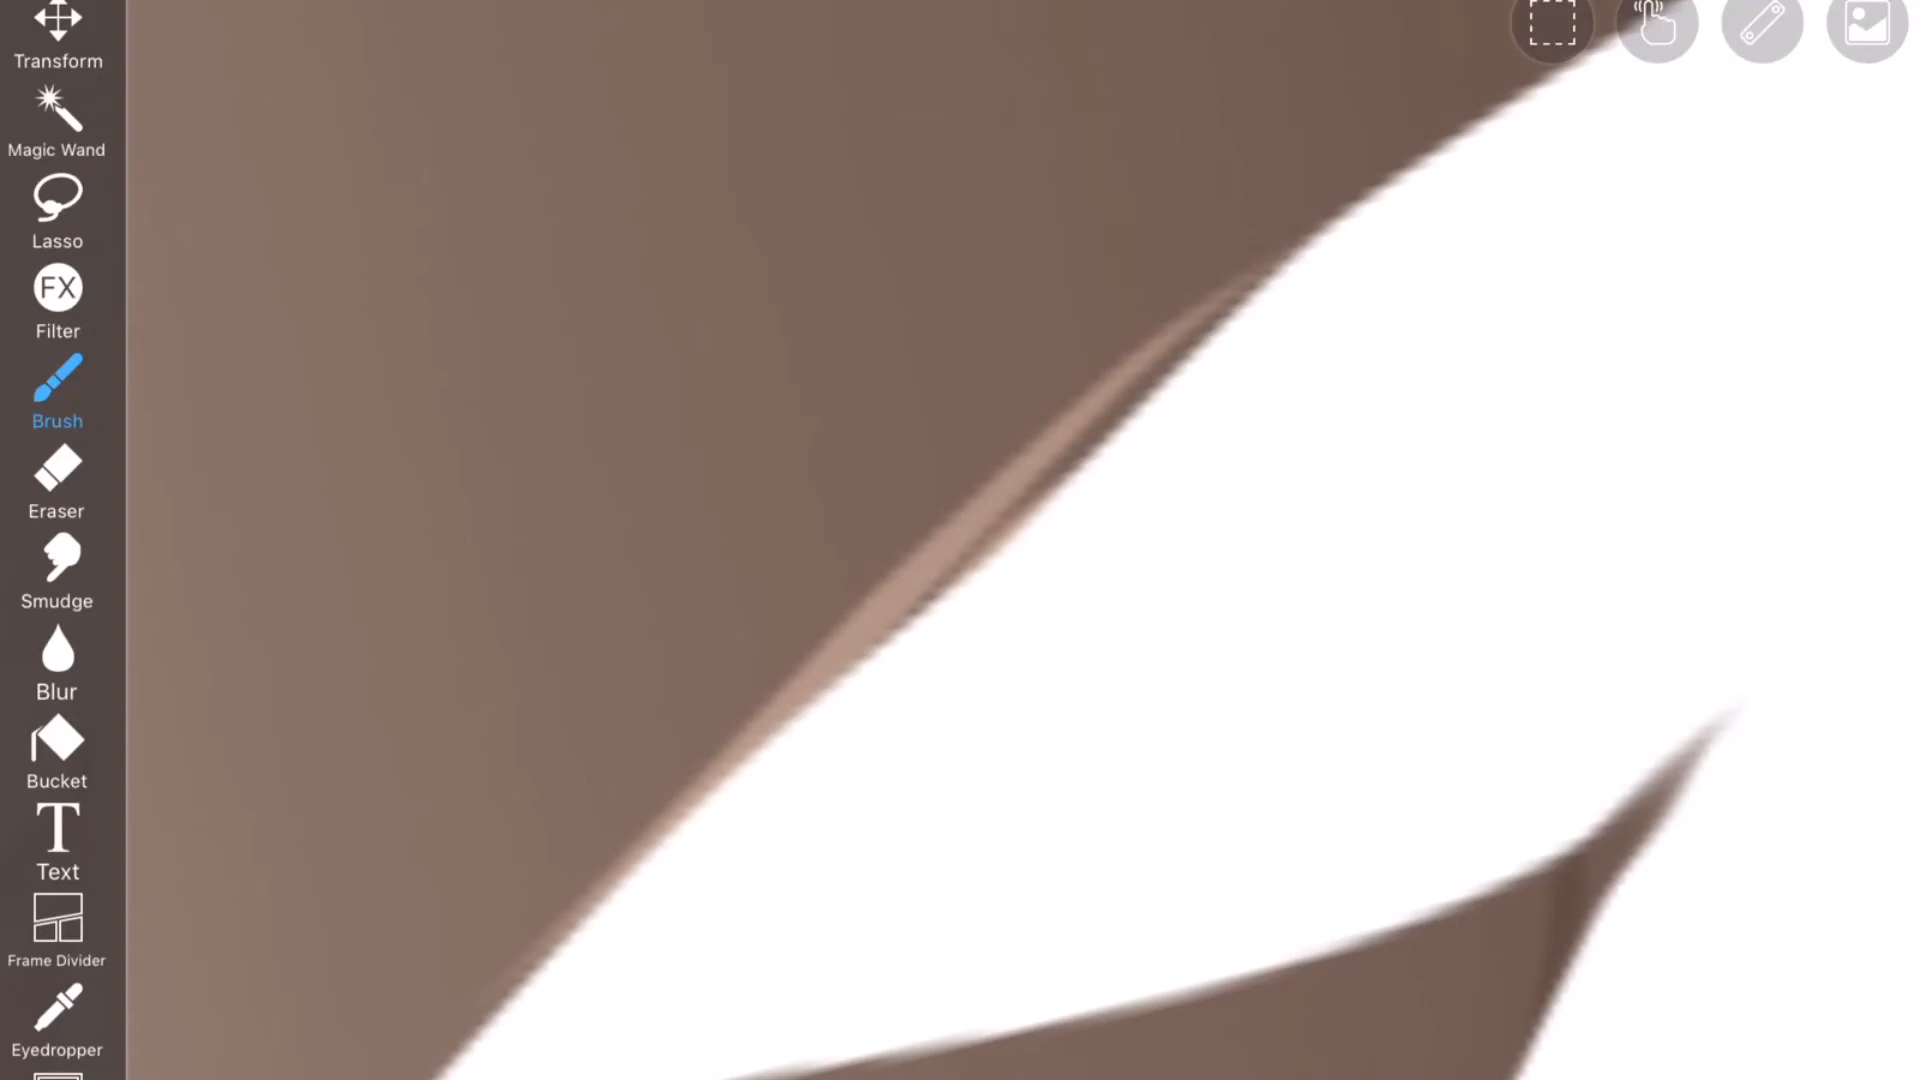 Transform
Magic Wand
Lasso
FX
Filter
Brush
Eraser
Smudge
Blur
Bucket
T
Text
Frame Divider
Eyedropper